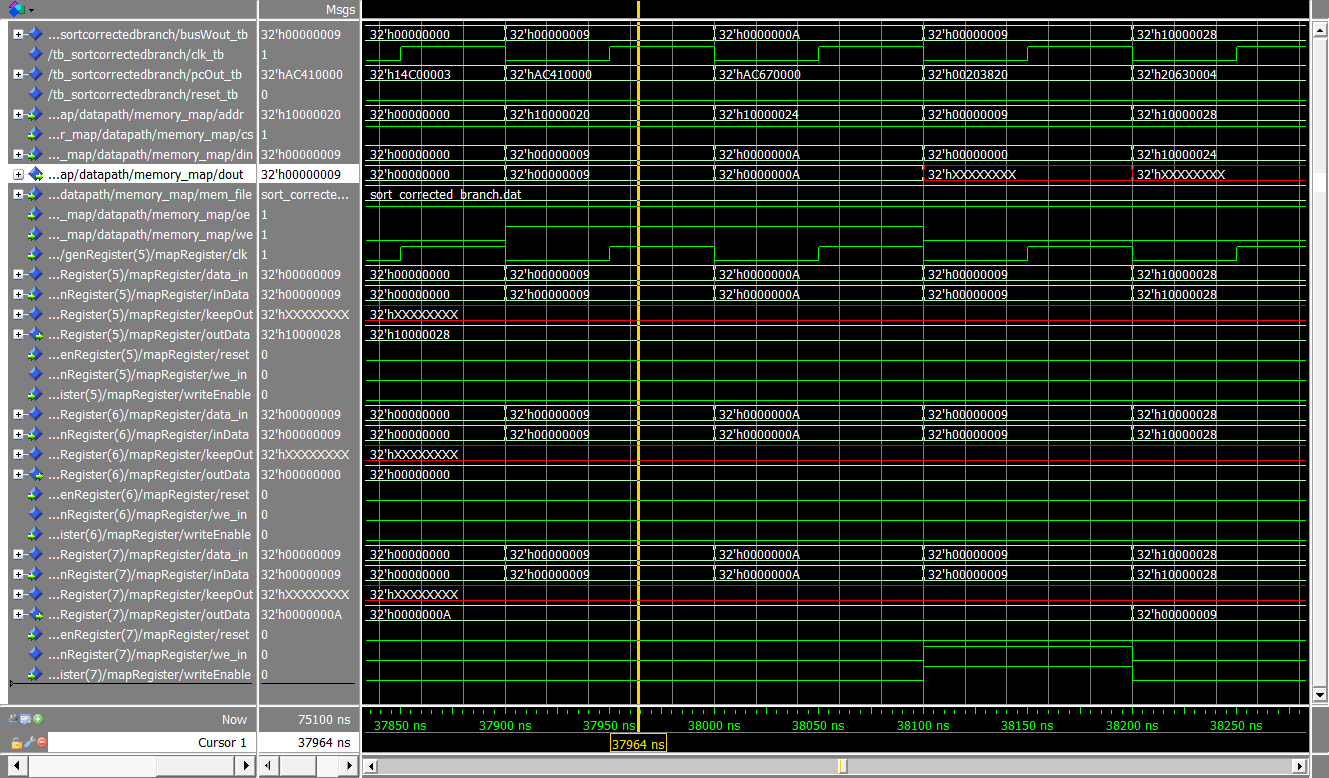 Msgs
...sortcorrectedbranch/busWout_tb 32'h00000009 32'h00000000 32'h00000009 32'h0000000A 32'h00000009 32'h10000028
/tb_sortcorrectedbranch/clk_tb 1
/tb_sortcorrectedbranch/pcOut_tb 32'hAC410000 32'h14C00003 32'hAC410000 32'hAC670000 32'h00203820 32'h20630004
/tb_sortcorrectedbranch/reset_tb 0
...ap/datapath/memory_map/addr 32'h10000020 32'h00000000 32'h10000020 32'h10000024 32'h00000009 32'h10000028
...r_map/datapath/memory_map/cs 1
..._map/datapath/memory_map/din 32'h00000009 32'h00000000 32'h00000009 32'h0000000A 32'h00000000 32'h10000024
...ap/datapath/memory_map/dout 32'h00000009 32'h00000000 32'h00000009 32'h0000000A 32'hXXXXXXXX 32'hXXXXXXXX
...datapath/memory_map/mem_file sort_correcte... sort_corrected_branch.dat
..._map/datapath/memory_map/oe 1
..._map/datapath/memory_map/we 1
.../genRegister(5)/mapRegister/clk 1
...Register(5)/mapRegister/data_in 32'h00000009 32'h00000000 32'h00000009 32'h0000000A 32'h00000009 32'h10000028
...nRegister(5)/mapRegister/inData 32'h00000009 32'h00000000 32'h00000009 32'h0000000A 32'h00000009 32'h10000028
...Register(5)/mapRegister/keepOut 32'hXXXXXXXX 32'hXXXXXXXX
...Register(5)/mapRegister/outData 32'h10000028 32'h10000028
...enRegister(5)/mapRegister/reset 0
...nRegister(5)/mapRegister/we_in 0
...ister(5)/mapRegister/writeEnable 0
...Register(6)/mapRegister/data_in 32'h00000009 32'h00000000 32'h00000009 32'h0000000A 32'h00000009 32'h10000028
...nRegister(6)/mapRegister/inData 32'h00000009 32'h00000000 32'h00000009 32'h0000000A 32'h00000009 32'h10000028
...Register(6)/mapRegister/keepOut 32'hXXXXXXXX 32'hXXXXXXXX
...Register(6)/mapRegister/outData 32'h00000000 32'h00000000
...enRegister(6)/mapRegister/reset 0
...nRegister(6)/mapRegister/we_in 0
...ister(6)/mapRegister/writeEnable 0
...Register(7)/mapRegister/data_in 32'h00000009 32'h00000000 32'h00000009 32'h0000000A 32'h00000009 32'h10000028
...nRegister(7)/mapRegister/inData 32'h00000009 32'h00000000 32'h00000009 32'h0000000A 32'h00000009 32'h10000028
...Register(7)/mapRegister/keepOut 32'hXXXXXXXX 32'hXXXXXXXX
...Register(7)/mapRegister/outData 32'h0000000A 32'h0000000A 32'h00000009
...enRegister(7)/mapRegister/reset 0
...nRegister(7)/mapRegister/we_in 0
...ister(7)/mapRegister/writeEnable 0
Now 75100 ns 37850 ns 37900 ns 37950 ns 38000 ns 38050 ns 38100 ns 38150 ns 38200 ns 38250 ns
Cursor 1 37964 ns 37964 ns